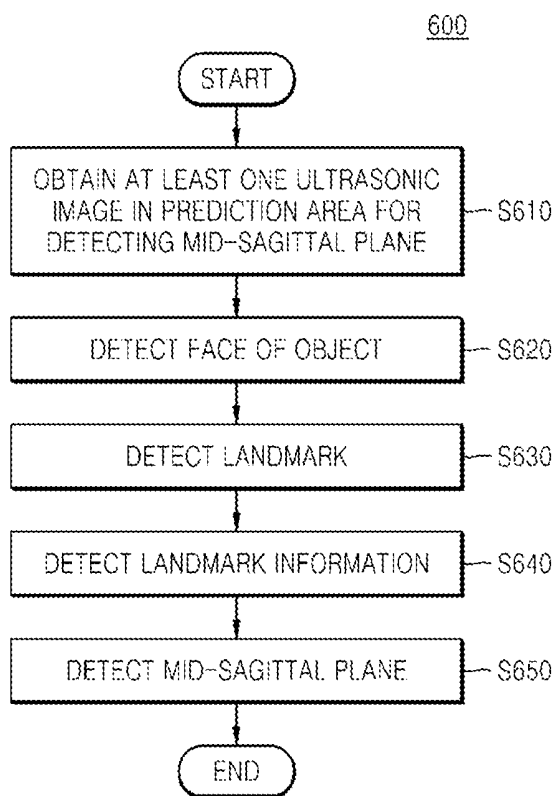 600
START
OBTAIN AT LEAST ONE ULTRASONIC
IMAGE IN PREDICTION AREA FOR
DETECTING MID-SAGITTAL PLANE
S610
DETECT FACE OF OBJECT
S620
DETECT LANDMARK
S630
DETECT LANDMARK INFORMATION
S640
DETECT MID-SAGITTAL PLANE
S650
END